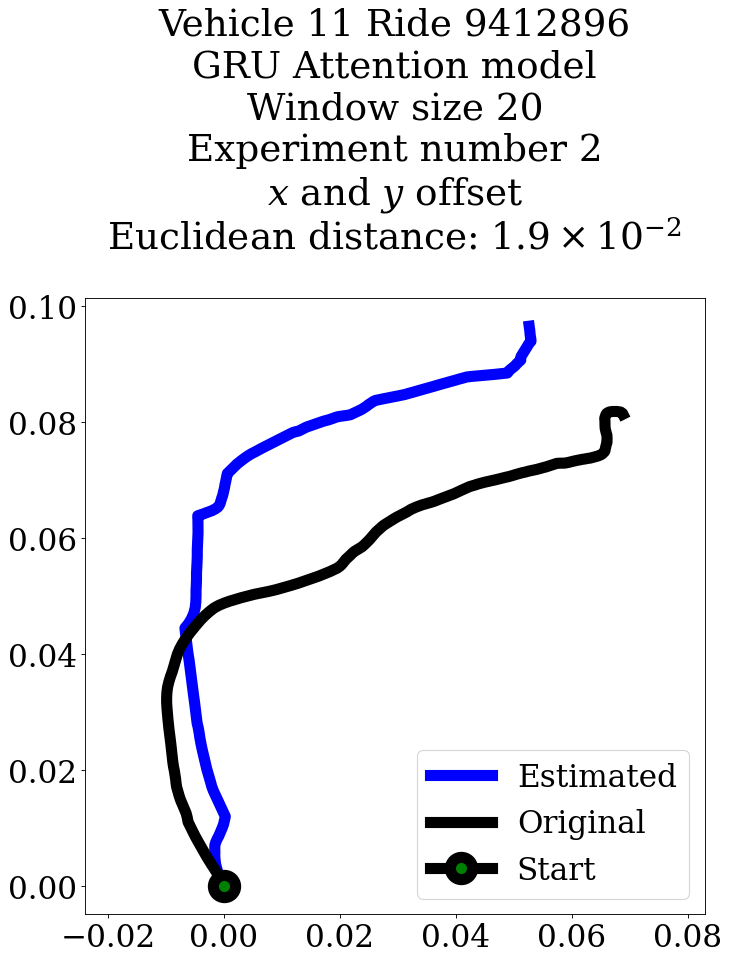 Vehicle 11 Ride 9412896
GRU Attention model
Window size 20
Experiment number 2
x and y offset
Euclidean distance: 1.9 × 10⁻²
0.10
0.08
0.06
0.04
0.02
0.00
−0.02 0.00 0.02 0.04 0.06 0.08
Estimated
Original
Start